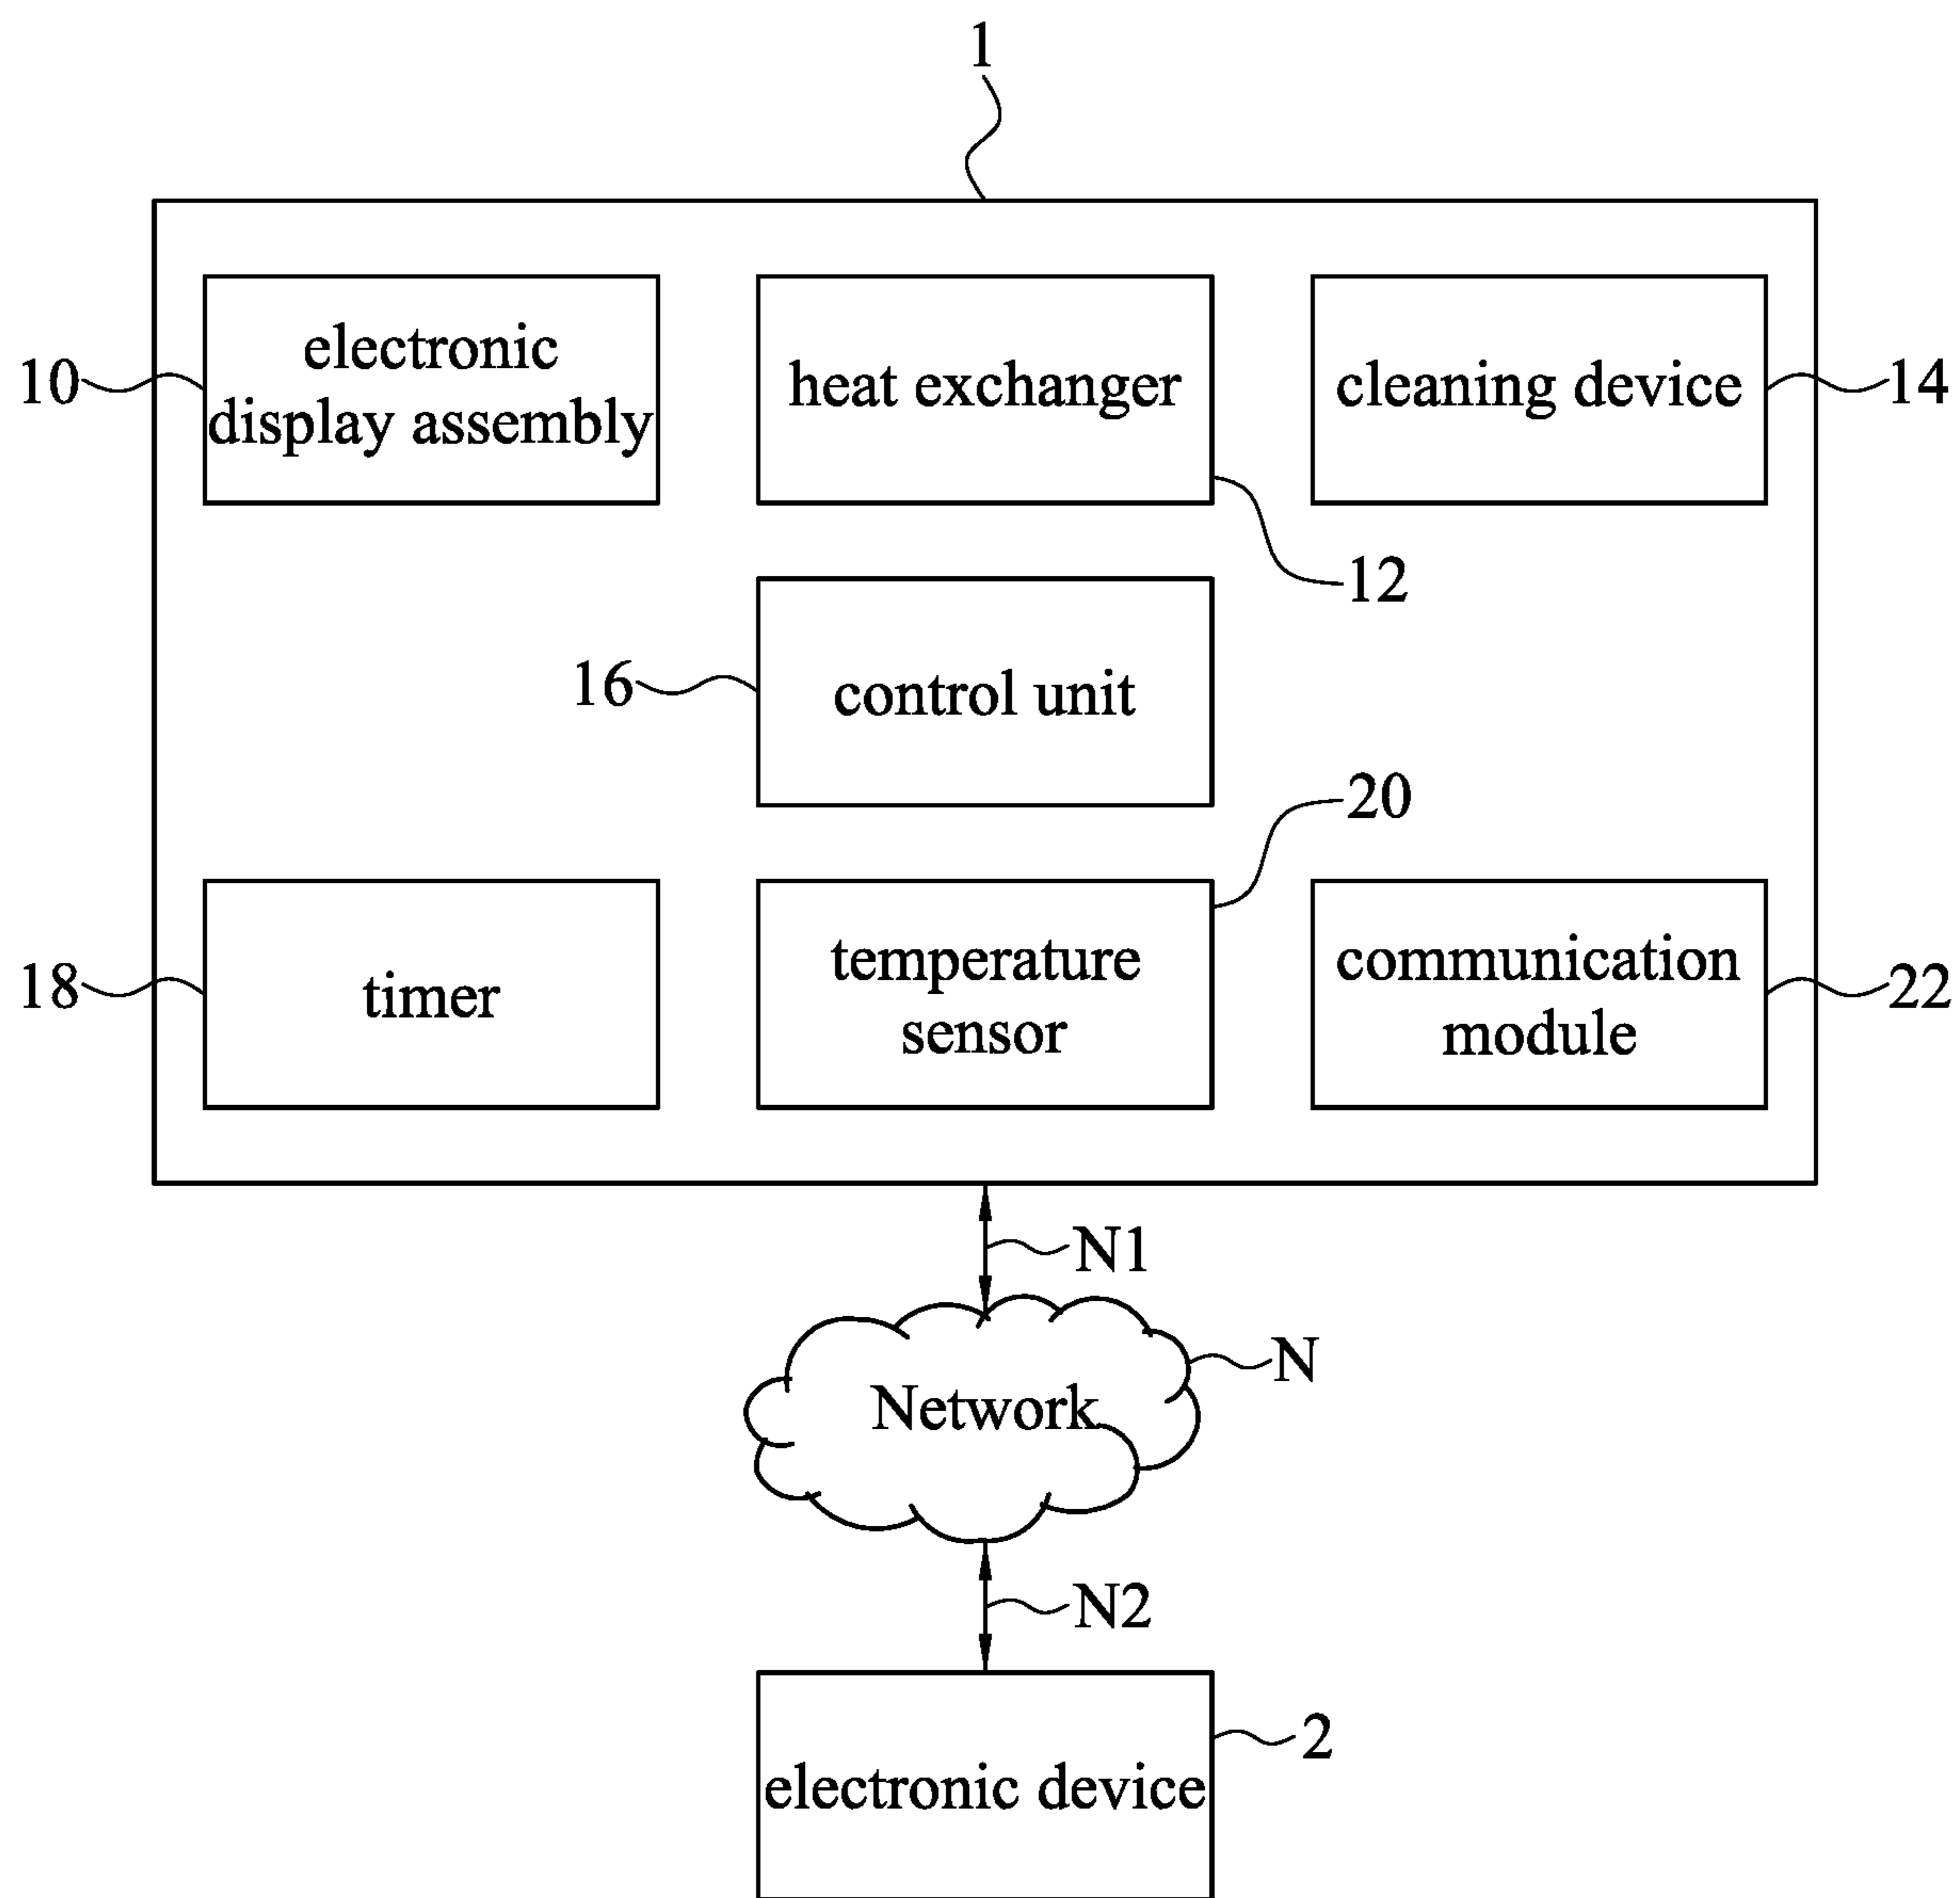 1
electronic
display assembly
10
heat exchanger
12
cleaning device
14
16
control unit
20
18
timer
temperature
sensor
communication
module
22
N1
N
Network
N2
2
electronic device